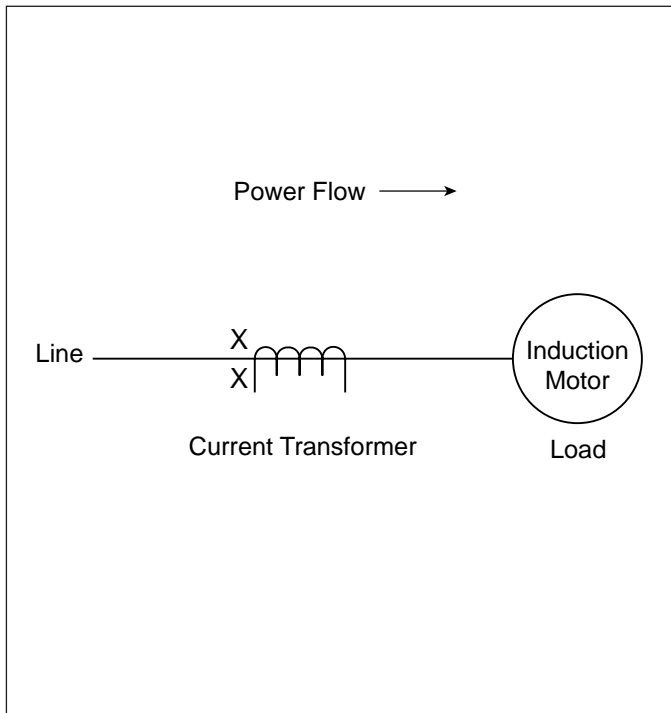 Power Flow
X
Line
X
Induction
Motor
Current Transformer
Load